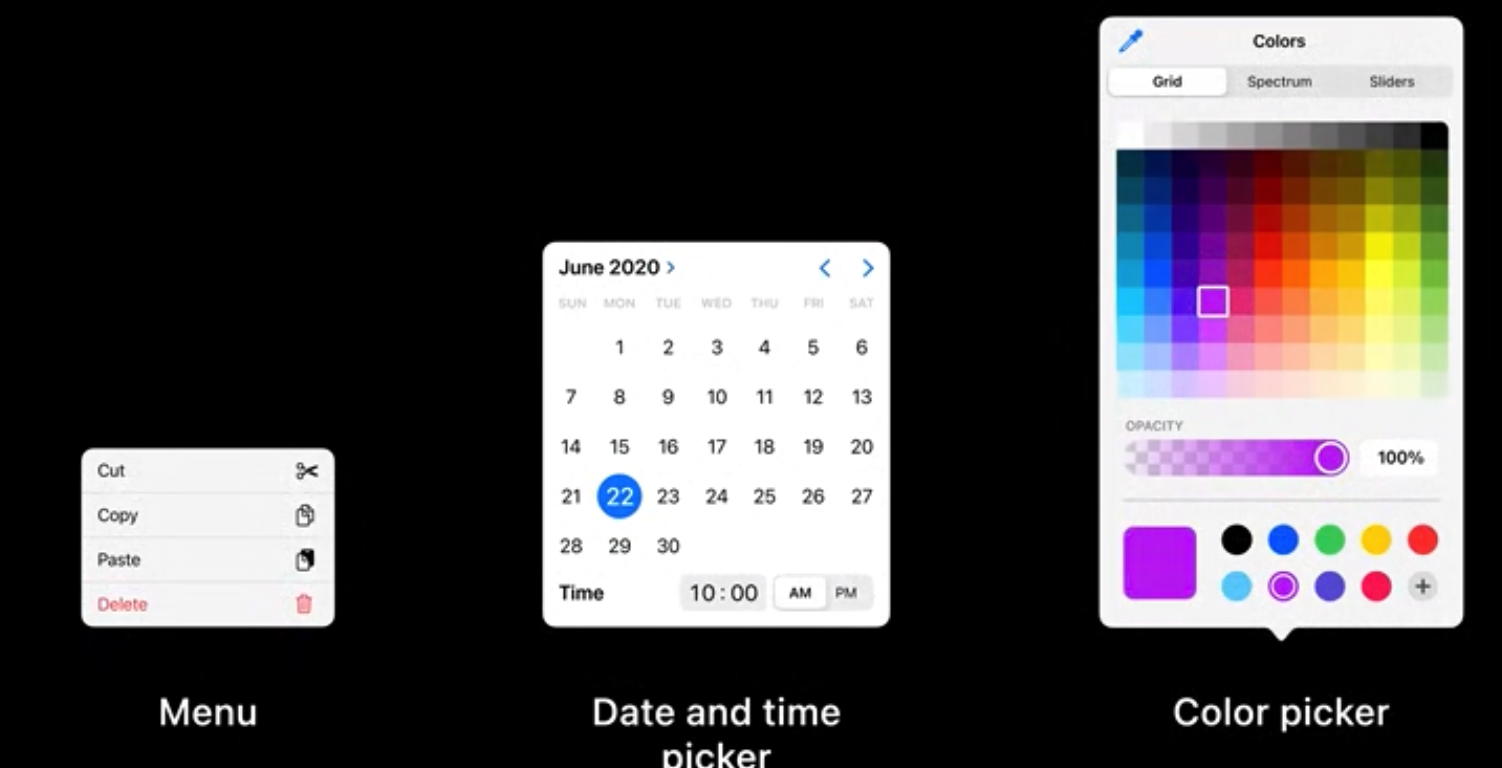 Cut
Copy
Paste
Delete
Menu
June 2020 >
SUN MON TUE WED THU FRI SAT
1 2 3 4 5 6
7 8 9 10 11 12 13
14 15 16 17 18 19 20
21 22 23 24 25 26 27
28 29 30
Time 10:00 AM PM
Date and time
picker
Colors
Grid Spectrum Sliders
OPACITY
100%
Color picker